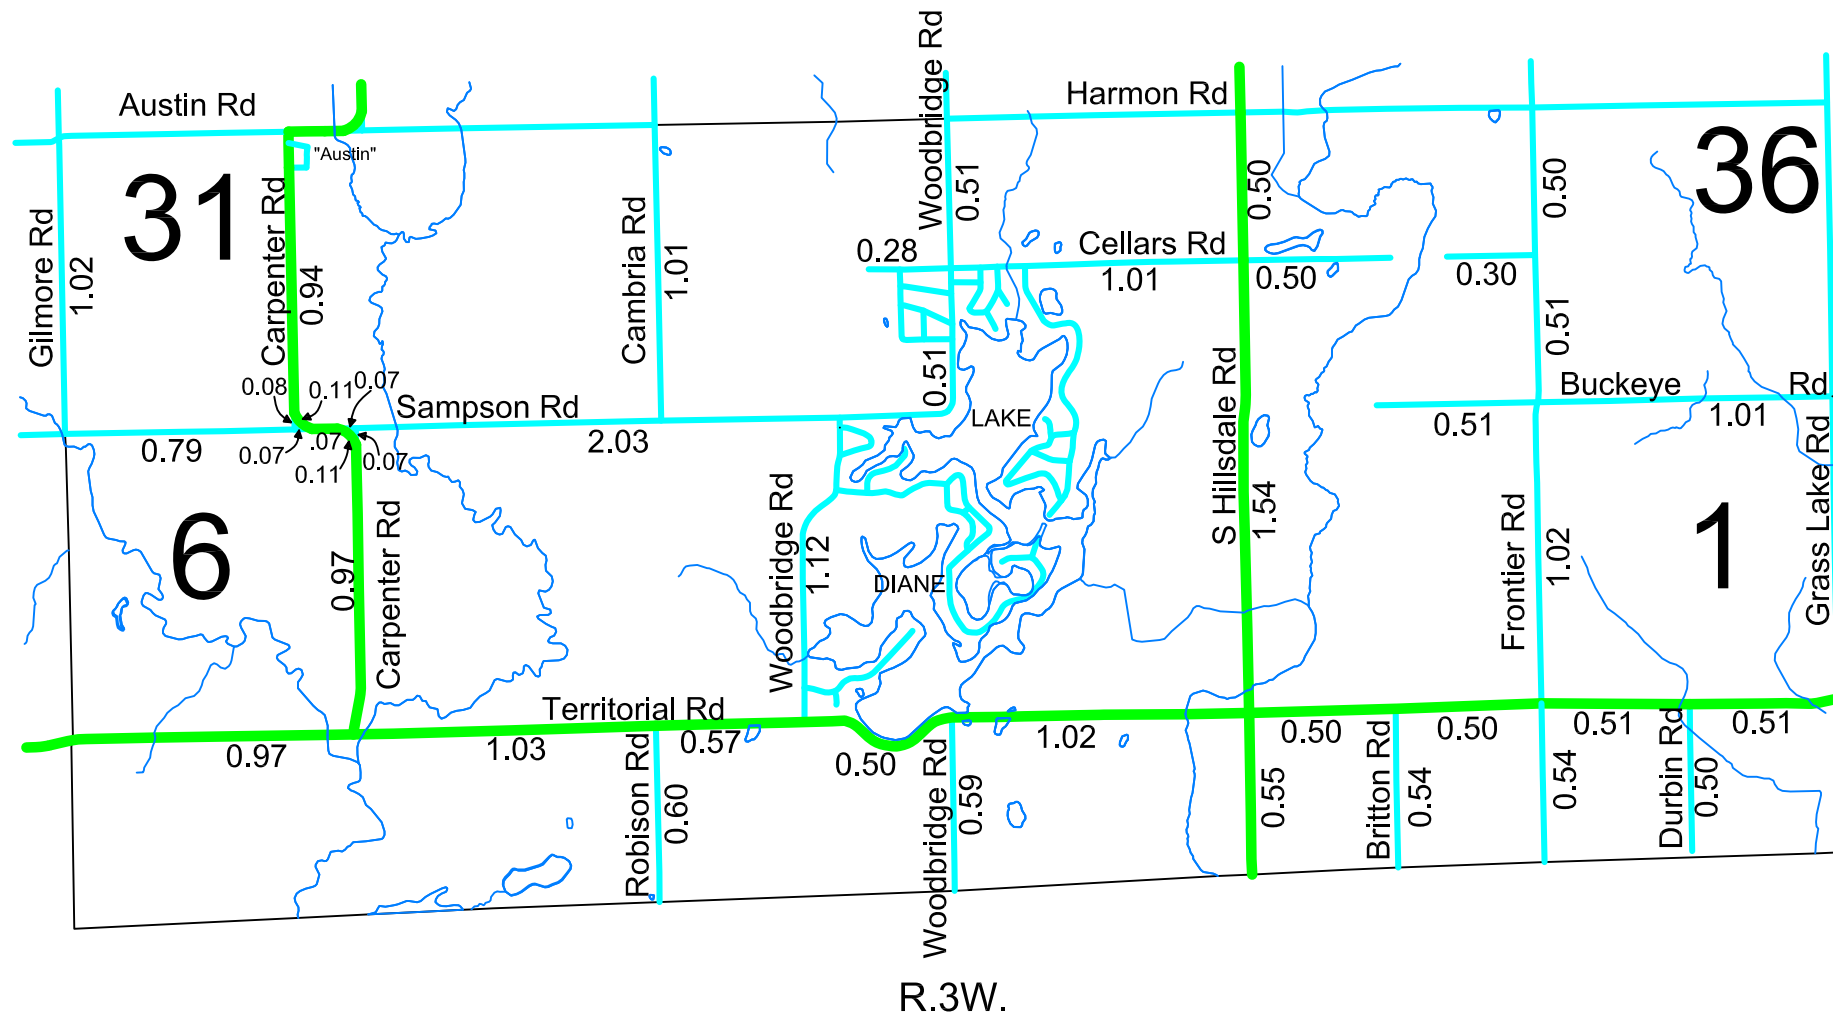 Woodbridge Rd
Austin Rd
Harmon Rd
"Austin"
31
36
Gilmore Rd
1.02
Carpenter Rd
0.94
Cambria Rd
1.01
0.51
0.50
0.50
0.28
Cellars Rd
1.01
0.50
0.30
0.51
0.51
S Hillsdale Rd
0.08
0.11
0.07
Sampson Rd
LAKE
Buckeye Rd
0.79
0.07
.07
0.11
0.07
2.03
0.51
1.01
Grass Lake Rd
6
0.97
Carpenter Rd
Woodbridge Rd
1.12
DIANE
1.54
Frontier Rd
1.02
1
Territorial Rd
0.97
1.03
0.57
0.50
1.02
0.50
0.50
0.51
0.51
Robison Rd
0.60
Woodbridge Rd
0.59
0.55
Britton Rd
0.54
0.54
Durbin Rd
0.50
R.3W.